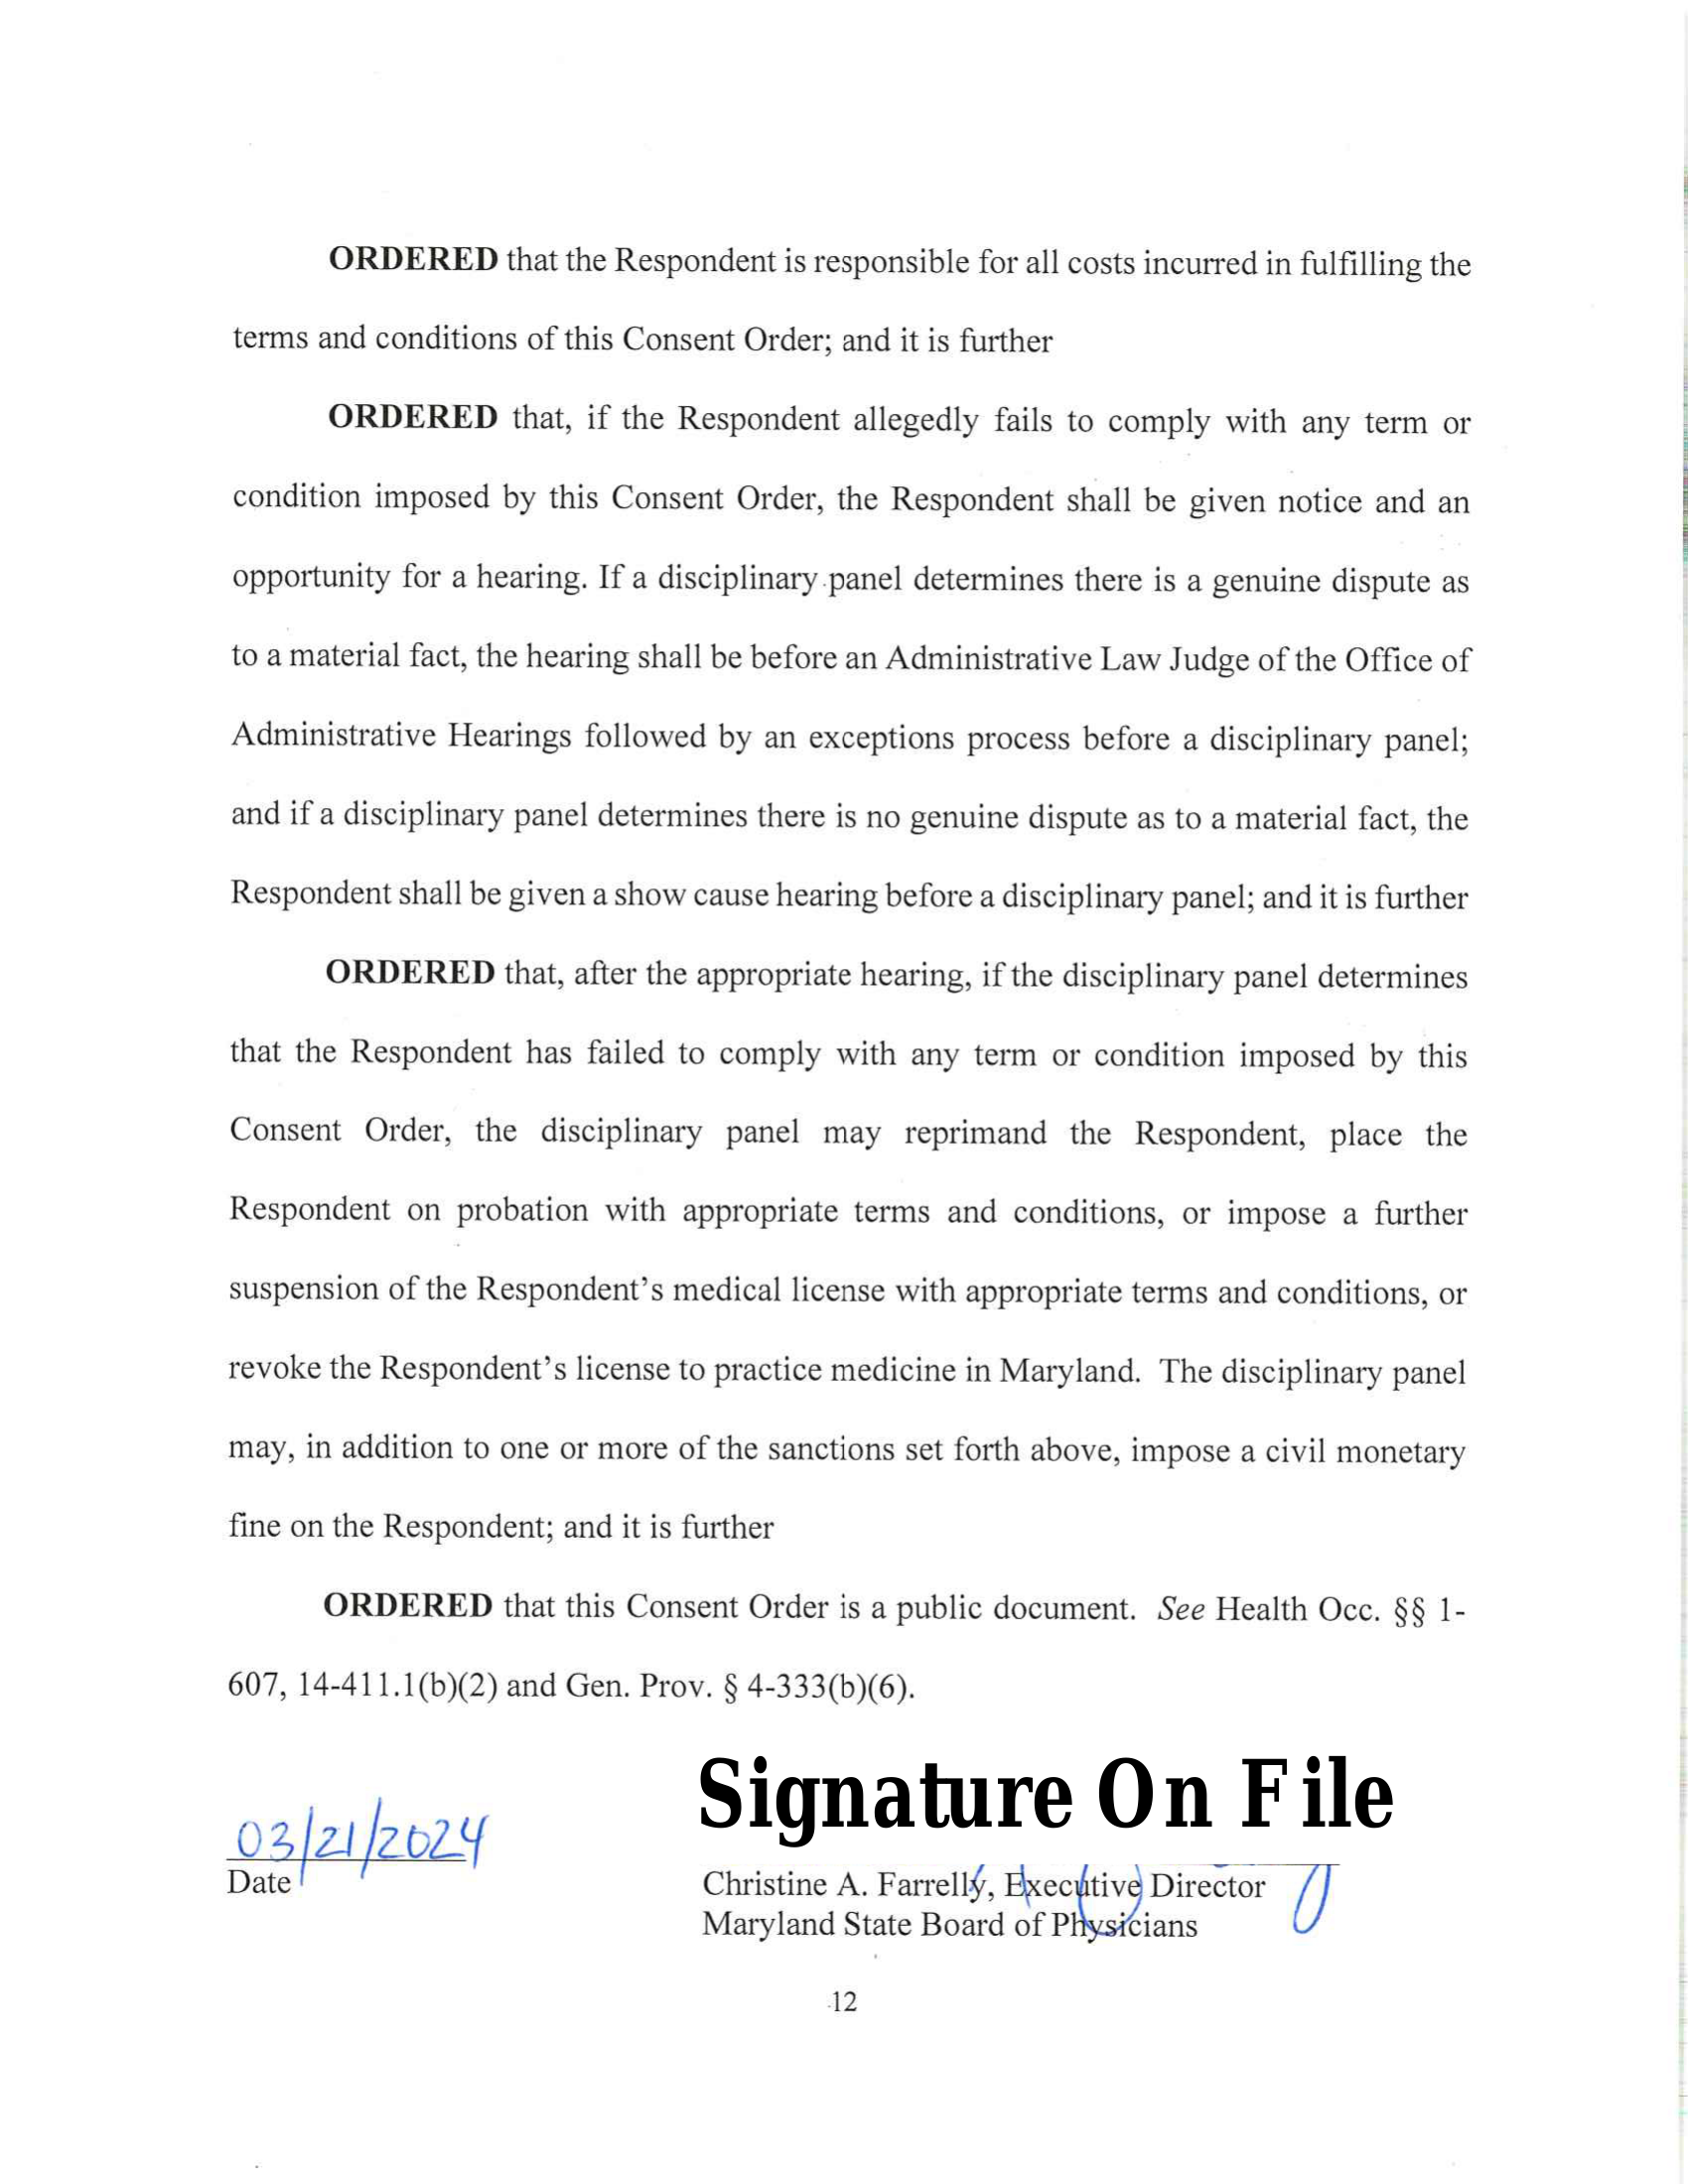 ORDERED that the Respondent is responsible for all costs incurred in fulfilling the
terms and conditions of this Consent Order; and it is further
ORDERED that, if the Respondent allegedly fails to comply with any term or
condition imposed by this Consent Order, the Respondent shall be given notice and an
opportunity for a hearing. If a disciplinary panel determines there is a genuine dispute as
to a material fact, the hearing shall be before an Administrative Law Judge of the Office of
Administrative Hearings followed by an exceptions process before a disciplinary panel;
and if a disciplinary panel determines there is no genuine dispute as to a material fact, the
Respondent shall be given a show cause hearing before a disciplinary panel; and it is further
ORDERED that, after the appropriate hearing, if the disciplinary panel determines
that the Respondent has failed to comply with any term or condition imposed by this
Consent Order, the disciplinary panel may reprimand the Respondent, place the
Respondent on probation with appropriate terms and conditions, or impose a further
suspension of the Respondent's medical license with appropriate terms and conditions, or
revoke the Respondent's license to practice medicine in Maryland. The disciplinary panel
may, in addition to one or more of the sanctions set forth above, impose a civil monetary
fine on the Respondent; and it is further
ORDERED that this Consent Order is a public document. See Health Occ. §§ 1-
607, 14-411.1(b)(2) and Gen. Prov. § 4-333(b)(6).
Signature On File
03/21/2024
Date
Christine A. Farrelly, Executive Director
Maryland State Board of Physicians
12